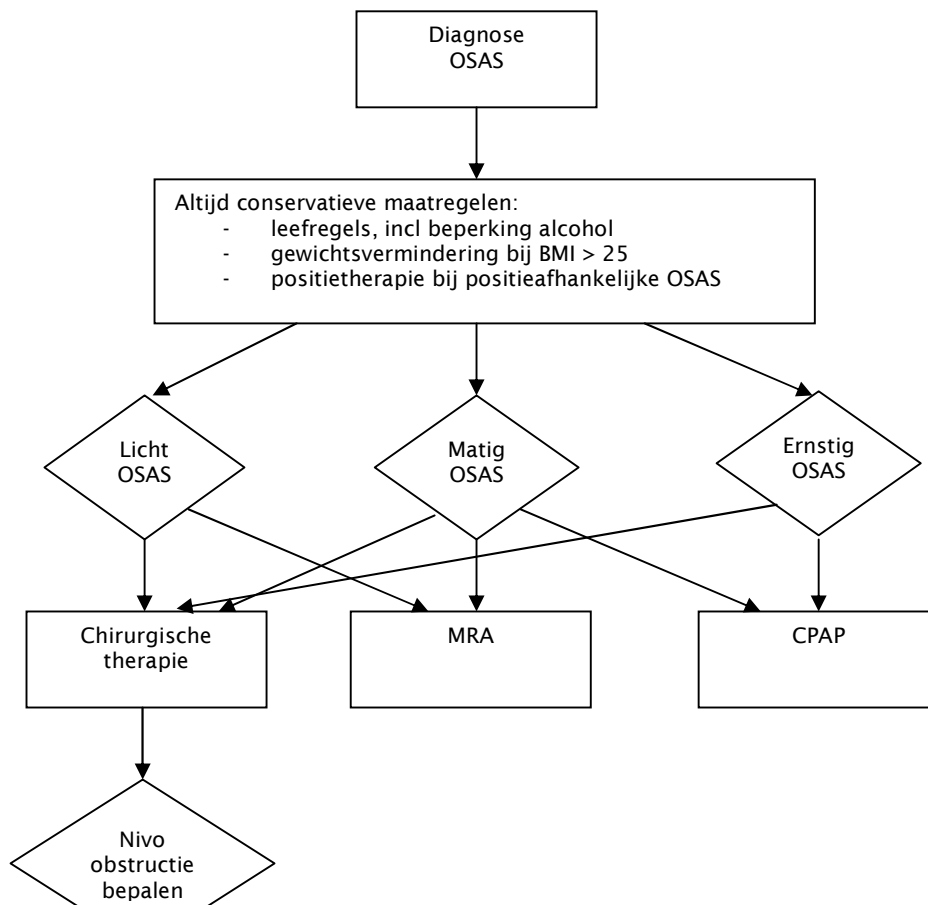 Diagnose
OSAS
Altijd conservatieve maatregelen:
- leefregels, incl beperking alcohol
- gewichtsvermindering bij BMI > 25
- positietherapie bij positieafhankelijke OSAS
Licht
OSAS
Matig
OSAS
Ernstig
OSAS
Chirurgische
therapie
MRA
CPAP
Nivo
obstructie
bepalen